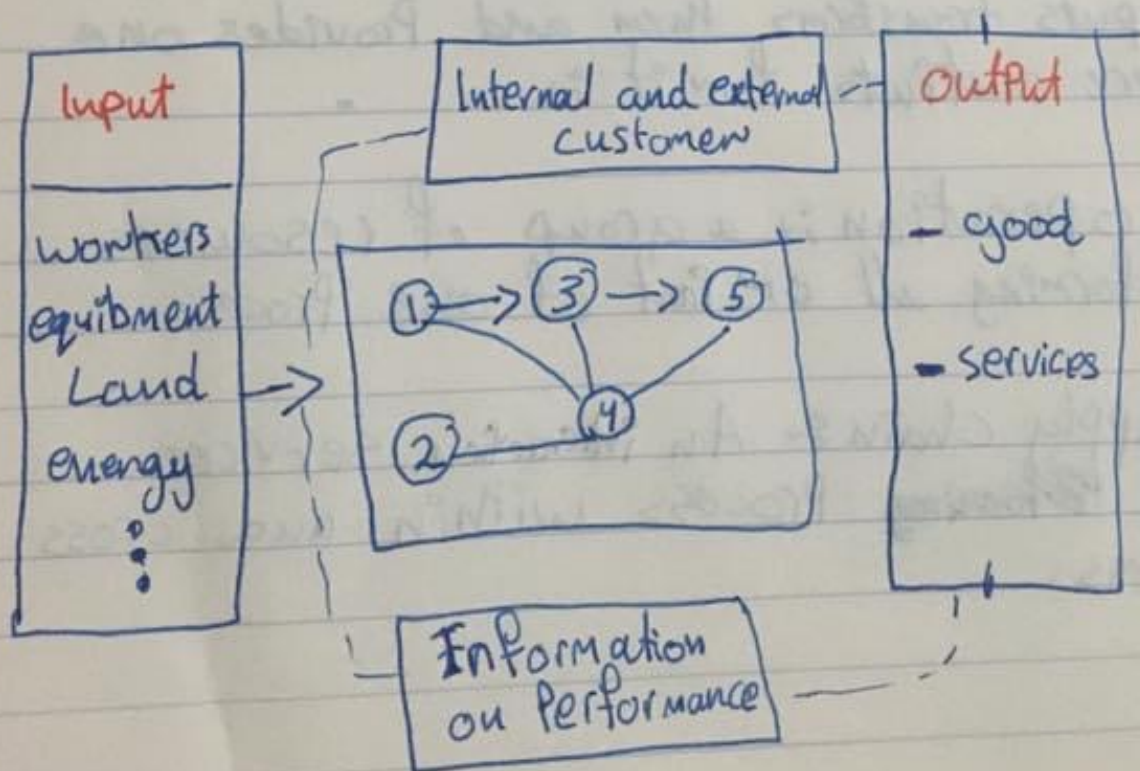 Input
workers
equibment
Land
energy
Internal and external
customer
1
3
5
2
4
OutPut
- good
- services
Information
on Performance